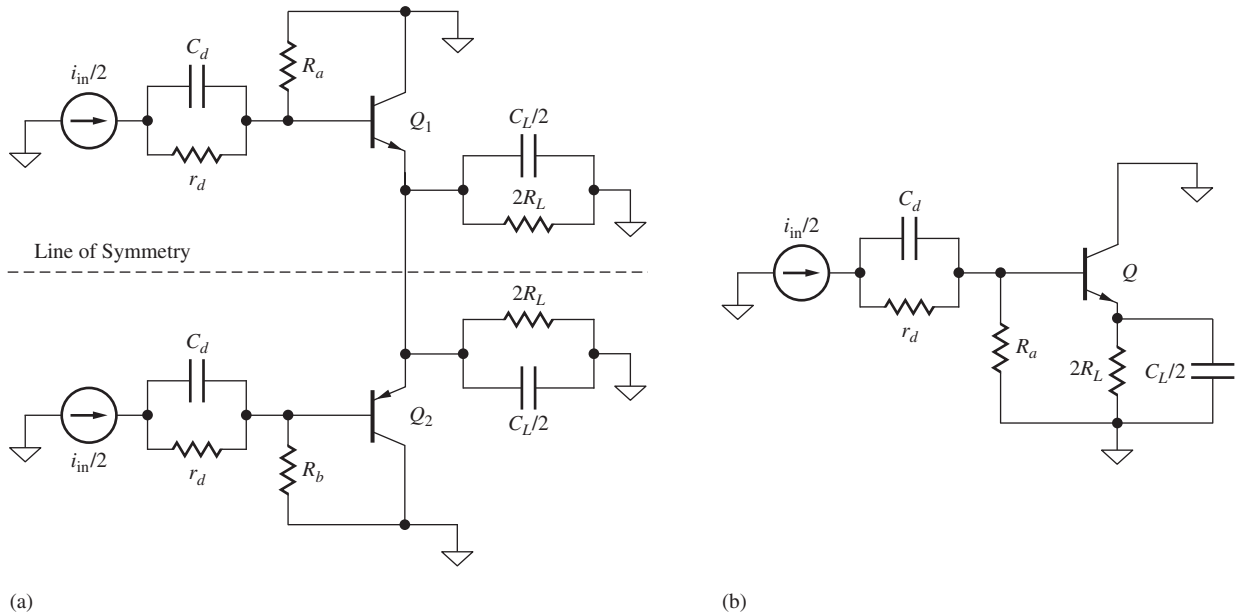 C_d
i_in/2
r_d
R_a
Q_1
C_L/2
2R_L
Line of Symmetry
2R_L
C_L/2
C_d
i_in/2
r_d
R_b
Q_2
(a)
C_d
i_in/2
r_d
R_a
Q
2R_L
C_L/2
(b)